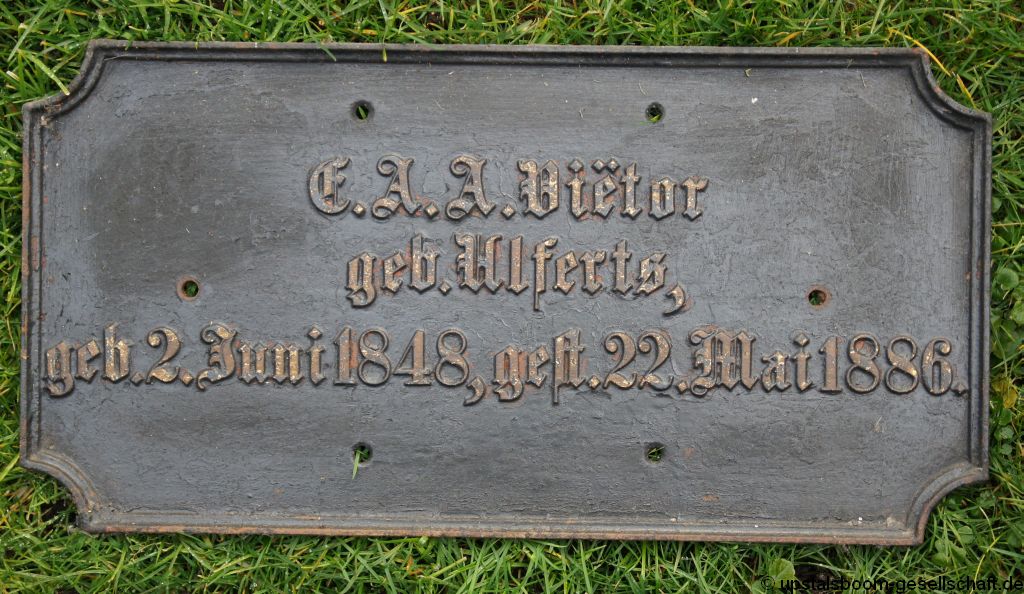 E. A. A. Viëtor
geb. Ulferts,
geb. 2. Juni 1848, gest. 22. Mai 1886.
© upstalsboom-gesellschaft.de